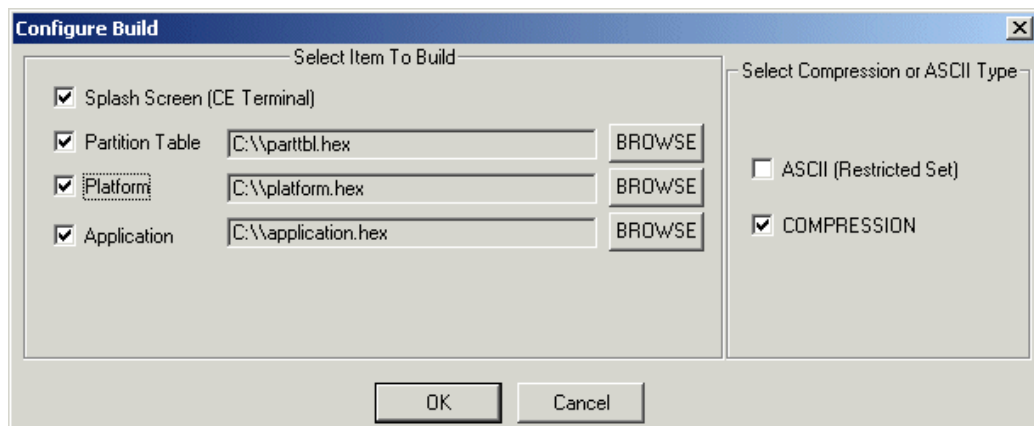 Configure Build
Select Item To Build
Select Compression or ASCII Type
Splash Screen (CE Terminal)
Partition Table C:\\parttbl.hex BROWSE
Platform C:\\platform.hex BROWSE
Application C:\\application.hex BROWSE
ASCII (Restricted Set)
COMPRESSION
OK Cancel